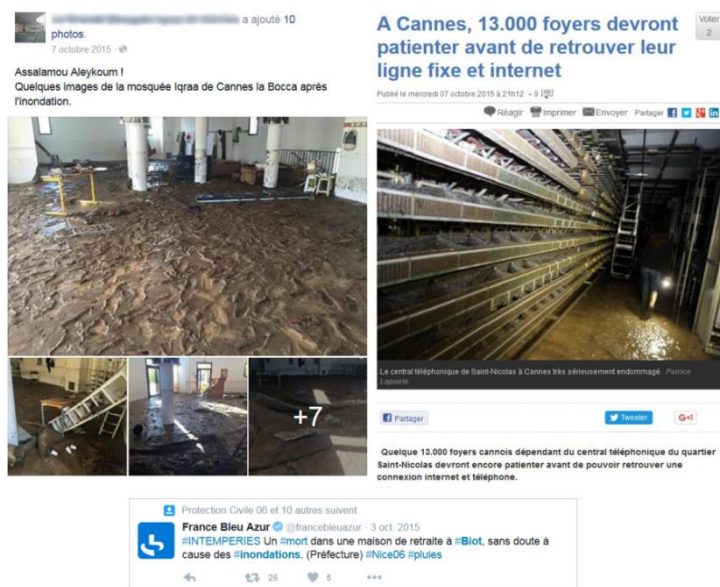 a ajouté 10
photos.
7 octobre 2015
Assalamou Aleykoum !
Quelques images de la mosquée Iqraa de Cannes la Bocca après
l'inondation.
+7
A Cannes, 13.000 foyers devront
patienter avant de retrouver leur
ligne fixe et internet
Voter
2
Publié le mercredi 07 octobre 2015 à 21h12 - 9
Réagir Imprimer Envoyer Partager
Le central téléphonique de Saint-Nicolas à Cannes très sérieusement endommagé. Patrice
Lapoirie
Partager
Tweeter
G+1
Quelque 13.000 foyers cannois dépendant du central téléphonique du quartier
Saint-Nicolas devront encore patienter avant de pouvoir retrouver une
connexion internet et téléphone.
Protection Civile 06 et 10 autres suivent
France Bleu Azur @francebleuazur · 3 oct. 2015
#INTEMPERIES Un #mort dans une maison de retraite à #Biot, sans doute à
cause des #inondations. (Préfecture) #Nice06 #pluies
26 5